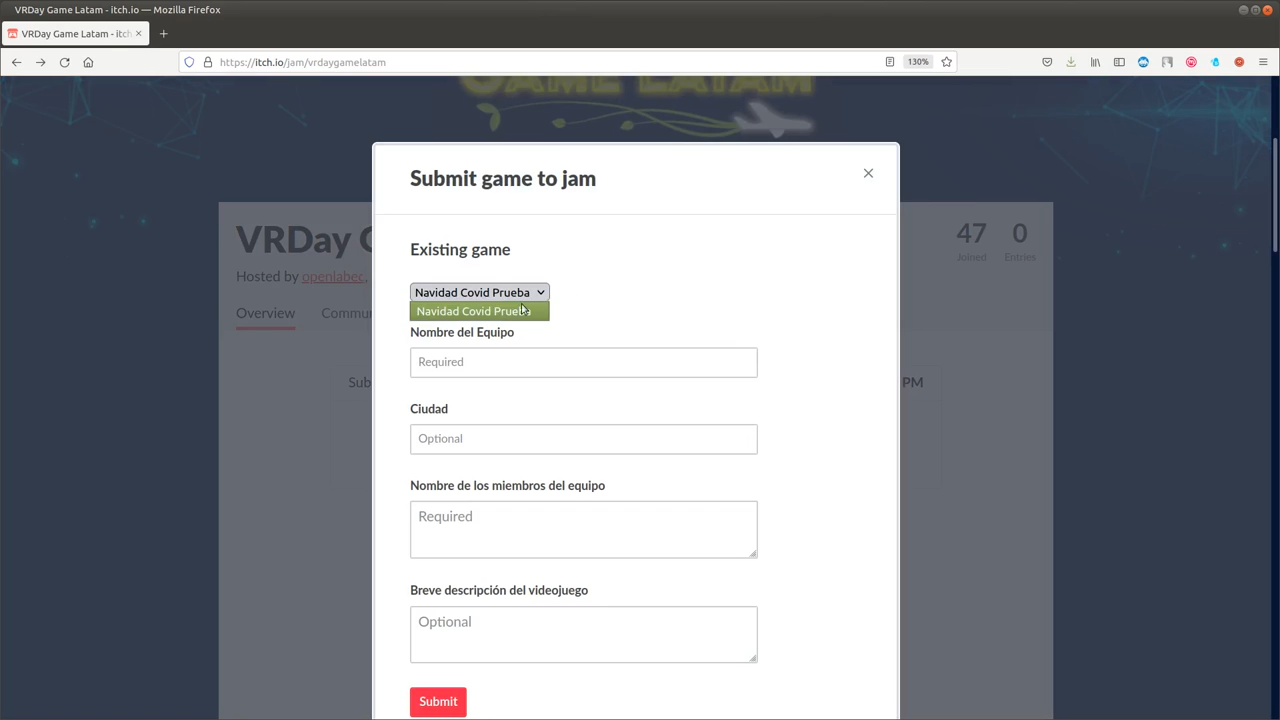 VRDay Game Latam - itch.io — Mozilla Firefox
VRDay Game Latam - itch
https://itch.io/jam/vrdaygamelatam
130%
GAME LATAM
Submit game to jam
VRDay G
47
0
Existing game
Joined
Entries
Hosted by openlabec,
Navidad Covid Prueba
Navidad Covid Prueba
Overview
Commu
Nombre del Equipo
Required
Sub
PM
Ciudad
Optional
Nombre de los miembros del equipo
Required
Breve descripción del videojuego
Optional
Submit